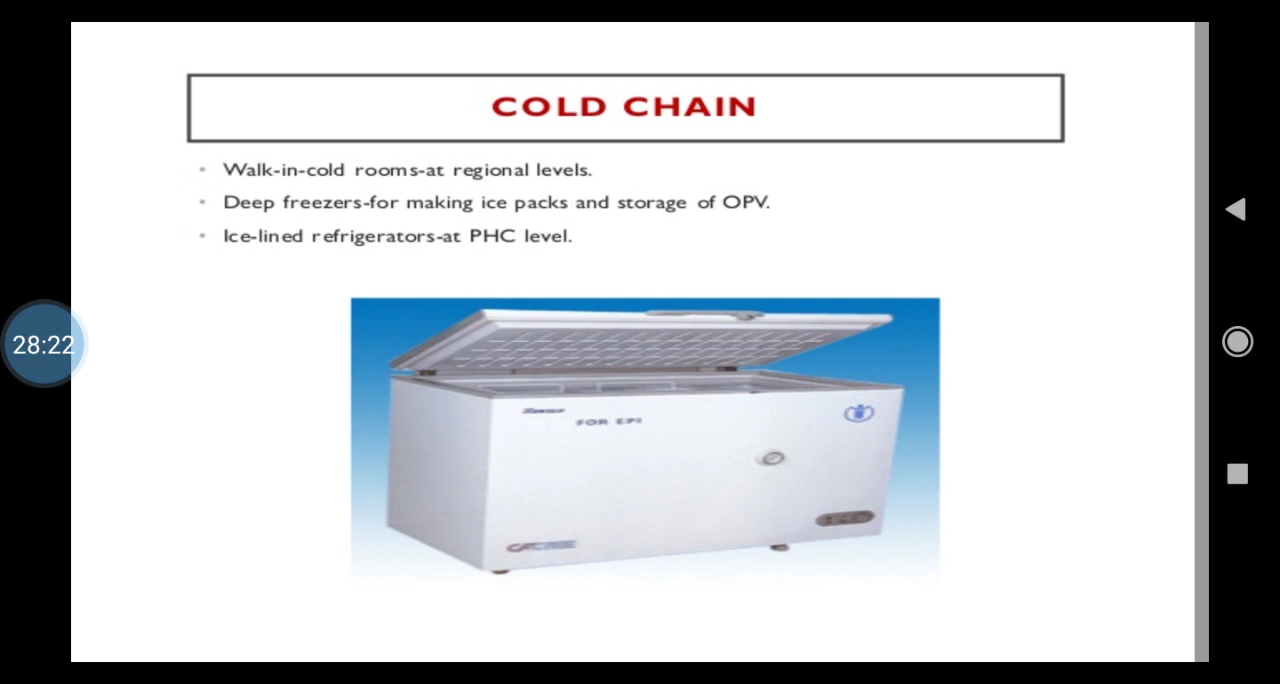 COLD CHAIN
• Walk-in-cold rooms-at regional levels.
• Deep freezers-for making ice packs and storage of OPV.
• Ice-lined refrigerators-at PHC level.
28:22
FOR EPI